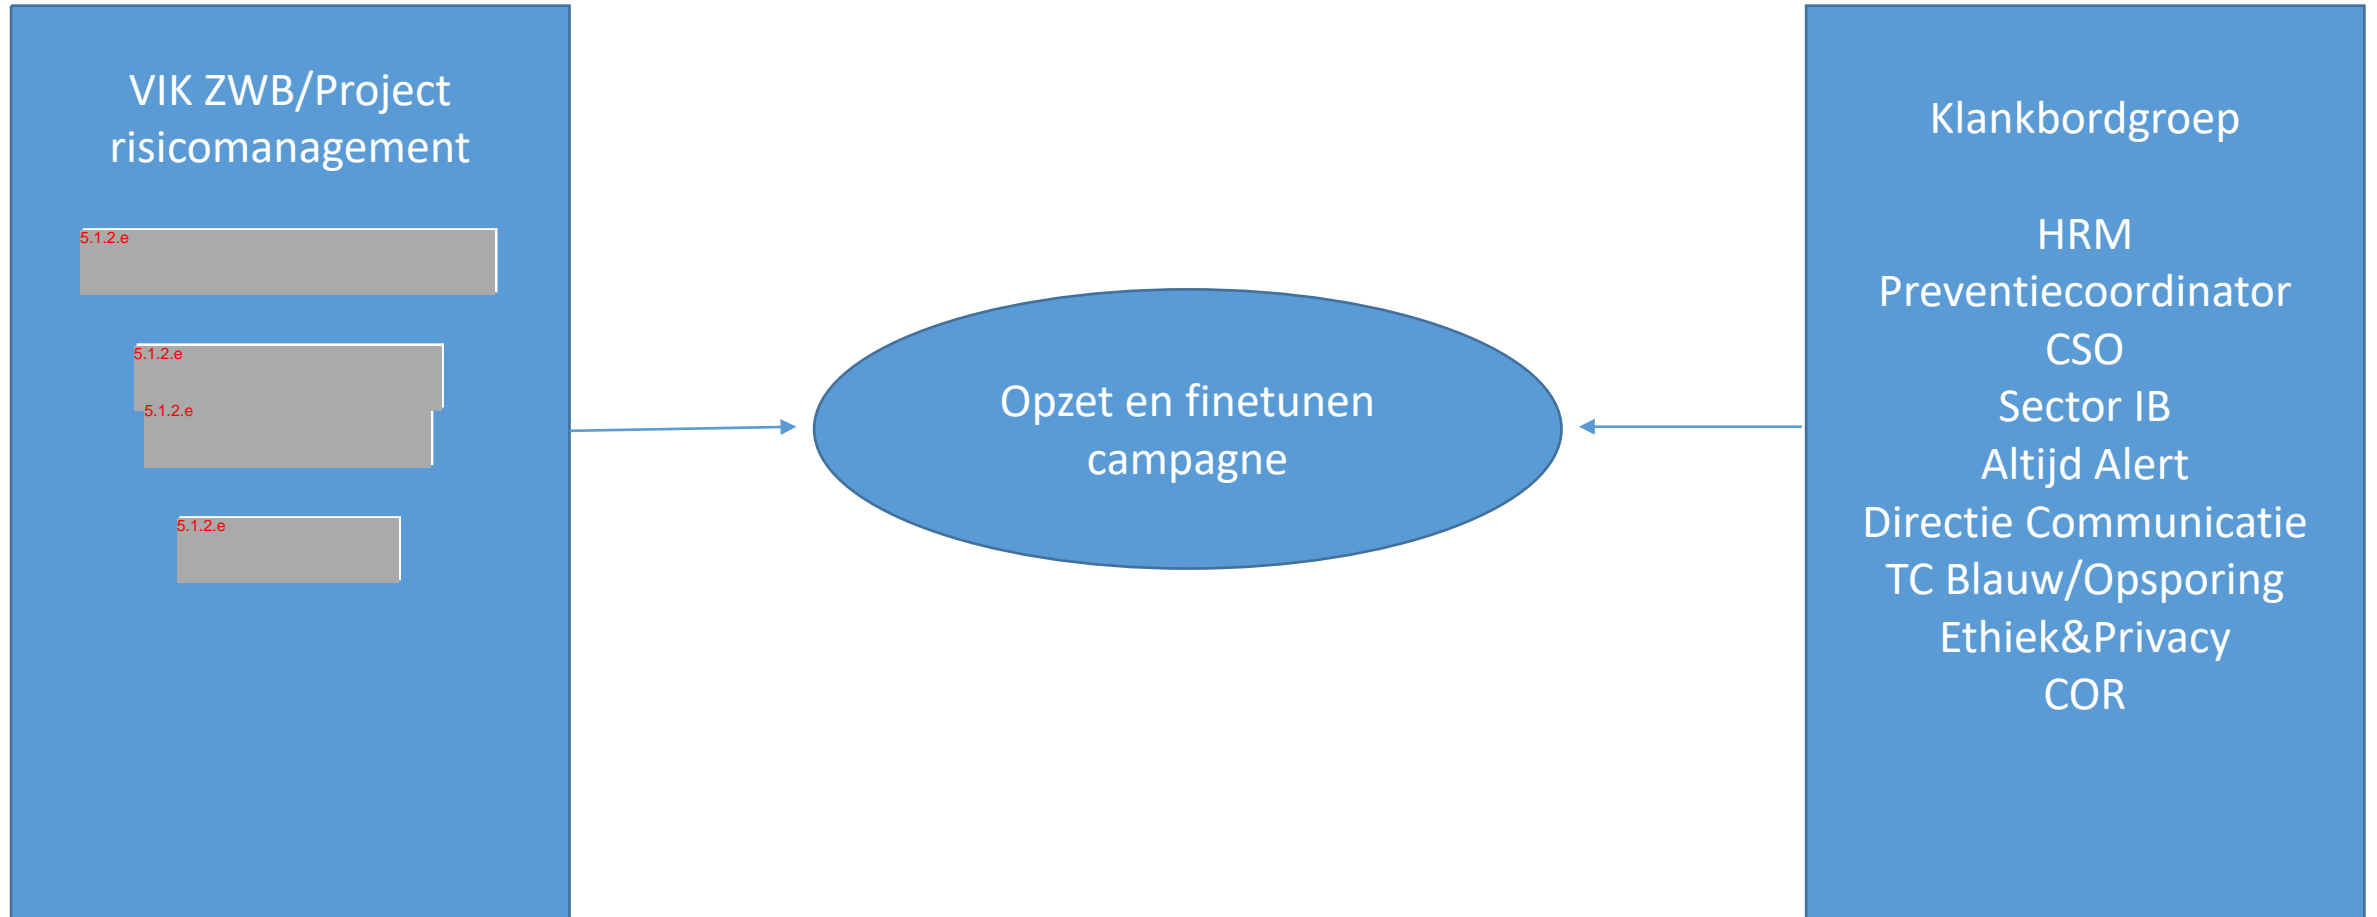 VIK ZWB/Project
risicomanagement
5.1.2.e
5.1.2.e
5.1.2.e
5.1.2.e
Opzet en finetunen
campagne
Klankbordgroep
HRM
Preventiecoordinator
CSO
Sector IB
Altijd Alert
Directie Communicatie
TC Blauw/Opsporing
Ethiek&Privacy
COR